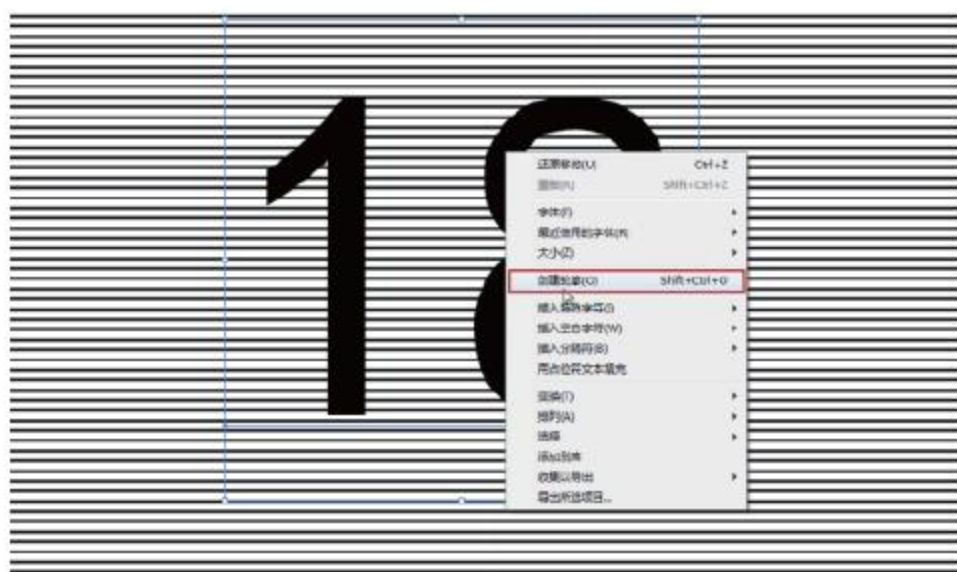 18
还原移动(U) Ctrl+Z
重做(R) Shift+Ctrl+Z
字体(F)
最近使用的字体(R)
大小(Z)
创建轮廓(O) Shift+Ctrl+O
插入特殊字符(I)
插入空白字符(W)
插入分隔符(B)
用占位符文本填充
变换(T)
排列(A)
选择
添加到库
收集以导出
导出所选项目...